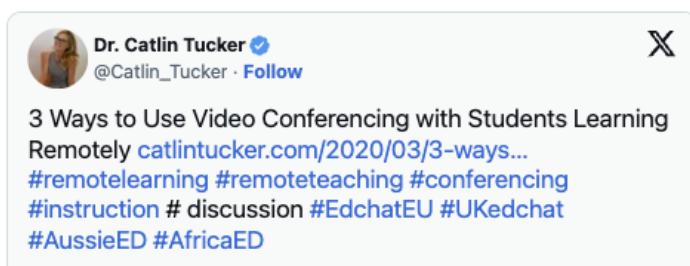 Dr. Catlin Tucker
@Catlin_Tucker · Follow
3 Ways to Use Video Conferencing with Students Learning
Remotely catlintucker.com/2020/03/3-ways...
#remotelearning #remoteteaching #conferencing
#instruction # discussion #EdchatEU #UKedchat
#AussieED #AfricaED